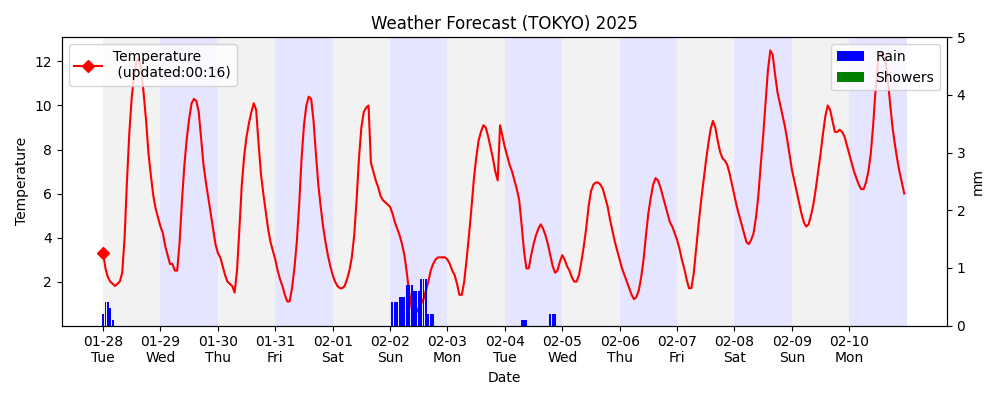 Weather Forecast (TOKYO) 2025
Temperature
(updated:00:16)
Rain
Showers
Temperature
12
10
8
6
4
2
5
4
3
2
1
0
mm
01-28 01-29 01-30 01-31 02-01 02-02 02-03 02-04 02-05 02-06 02-07 02-08 02-09 02-10
Tue Wed Thu Fri Sat Sun Mon Tue Wed Thu Fri Sat Sun Mon
Date